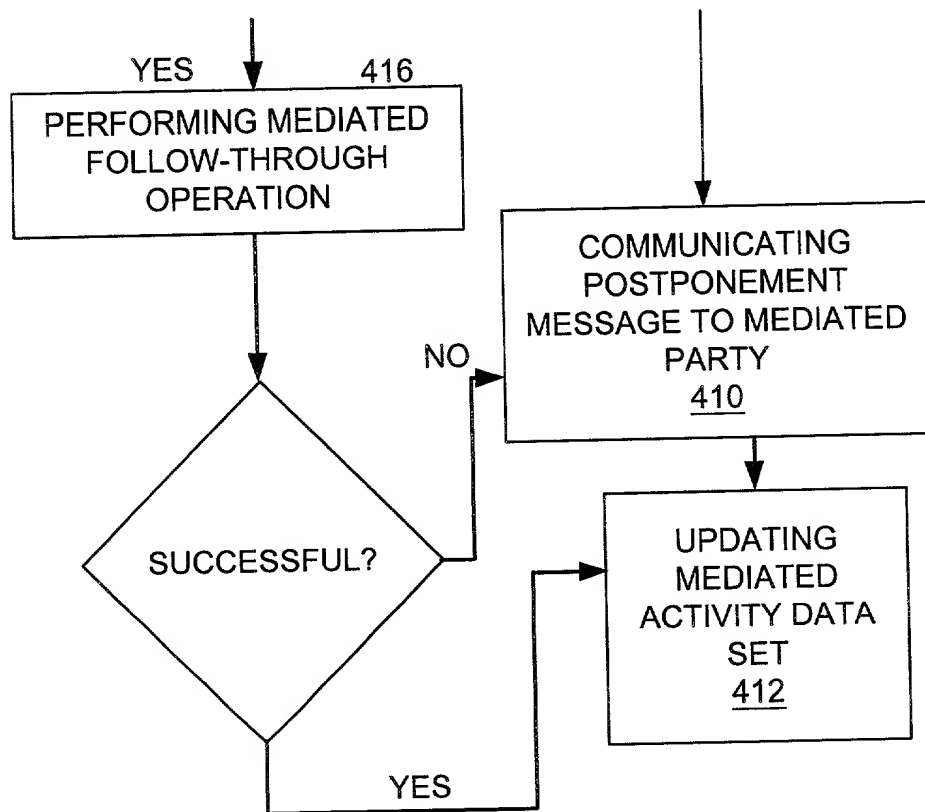 YES
416
PERFORMING MEDIATED
FOLLOW-THROUGH
OPERATION
COMMUNICATING
POSTPONEMENT
MESSAGE TO MEDIATED
PARTY
410
NO
SUCCESSFUL?
UPDATING
MEDIATED
ACTIVITY DATA
SET
412
YES